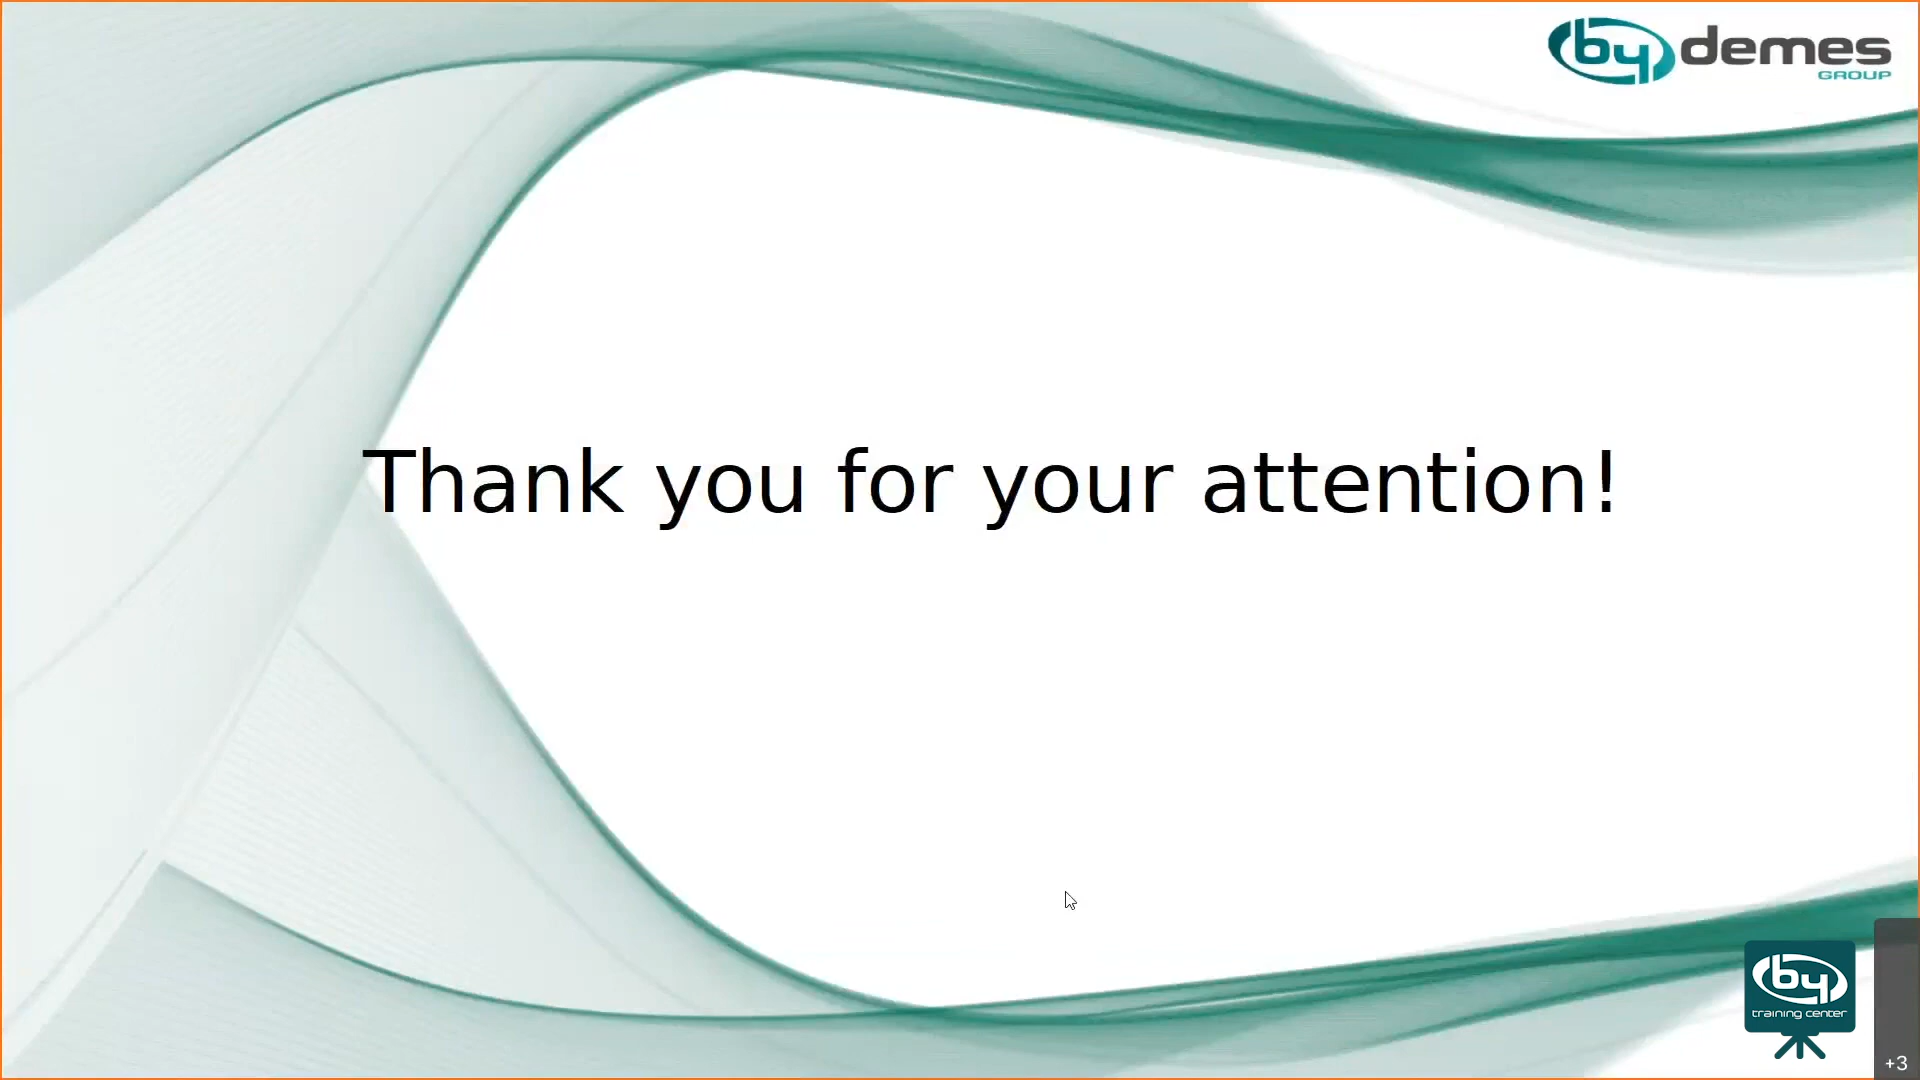 by demes
GROUP
Thank you for your attention!
by
training center
+3